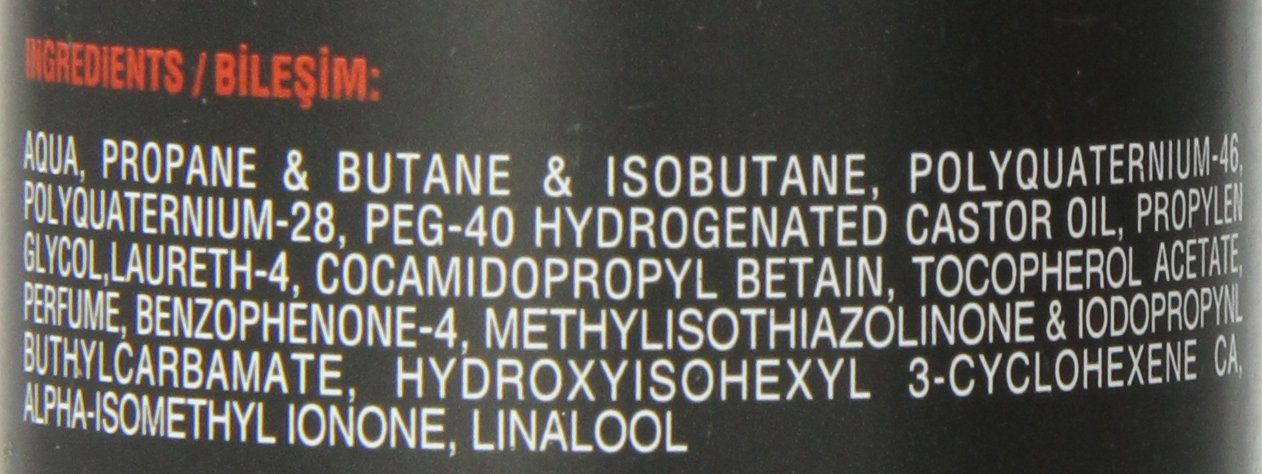 INGREDIENTS / BİLEŞİM:
AQUA, PROPANE & BUTANE & ISOBUTANE, POLYQUATERNIUM-46,
POLYQUATERNIUM-28, PEG-40 HYDROGENATED CASTOR OIL, PROPYLEN
GLYCOL,LAURETH-4, COCAMIDOPROPYL BETAIN, TOCOPHEROL ACETATE,
PERFUME, BENZOPHENONE-4, METHYLISOTHIAZOLINONE & IODOPROPYNL
BUTHYLCARBAMATE, HYDROXYISOHEXYL 3-CYCLOHEXENE CA,
ALPHA-ISOMETHYL IONONE, LINALOOL